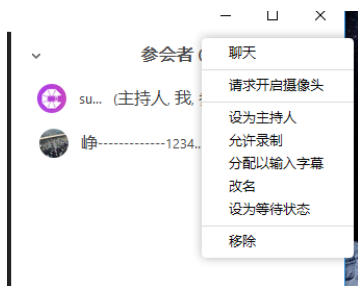 参会者 (
聊天
su... (主持人, 我,
请求开启摄像头
峥-------------1234...
设为主持人
允许录制
分配以输入字幕
改名
设为等待状态
移除